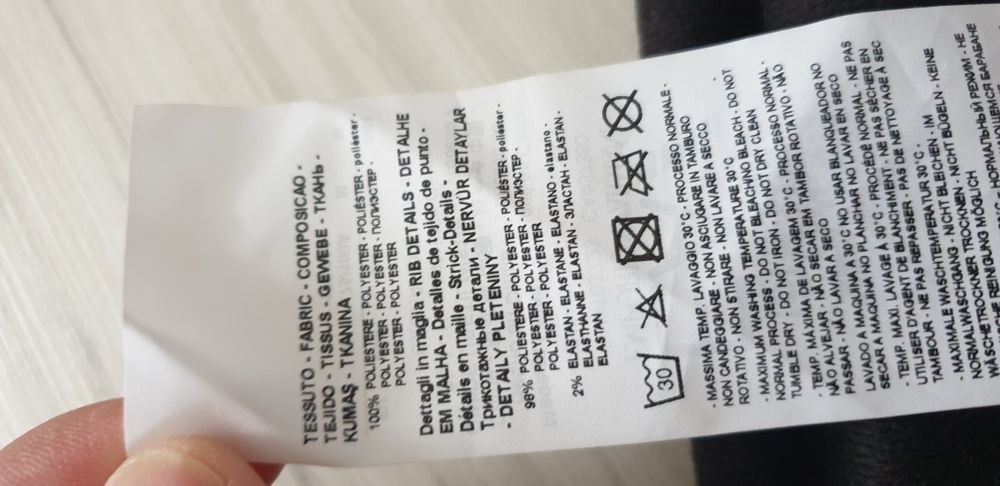 TESSUTO - FABRIC - COMPOSICAO -
TEJIDO - TISSUS - GEWEBE - ТКАНЬ -
KUMAŞ - TKANINA
100% POLIESTERE - POLYESTER - POLIÉSTER - poliéster -
POLYESTER - POLYESTER - ПОЛИЭСТЕР -
POLYESTER - POLYESTER
Dettagli in maglia - RIB DETAILS - DETALHE
EM MALHA - Detalles de tejido de punto -
Détails en maille - Strick-Details -
Трикотажные детали - NERVÜR DETAYLAR
- DETAILY PLETENINY
98% POLIESTERE - POLYESTER - POLIÉSTER - poliéster -
POLYESTER - POLYESTER - ПОЛИЭСТЕР -
POLYESTER - POLYESTER
2% ELASTAN - ELASTANE - ELASTANO - elastano -
ELASTHANNE - ELASTAN - ЭЛАСТАН - ELASTAN -
ELASTAN
30
- MASSIMA TEMP. LAVAGGIO 30°C - PROCESSO NORMALE -
NON CANDEGGIARE - NON ASCIUGARE IN TAMBURO
ROTATIVO - NON STIRARE - NON LAVARE A SECCO
- MAXIMUM WASHING TEMPERATURE 30°C -
NORMAL PROCESS - DO NOT BLEACHING BLEACH - DO NOT
TUMBLE DRY - DO NOT IRON - DO NOT DRY CLEAN
- TEMP. MÁXIMA DE LAVAGEM 30°C - PROCESSO NORMAL -
NÃO ALVEJAR - NÃO SECAR EM TAMBOR ROTATIVO - NÃO
PASSAR - NÃO LAVAR A SECO
LAVADO A MAQUINA A 30°C - NO USAR BLANQUEADOR NO
SECAR A MAQUINA NO PLANCHAR NO LAVAR EN SECO
- TEMP. MAXI. LAVAGE À 30°C - PROCÉDÉ NORMAL - NE PAS
UTILISER D'AGENT DE BLANCHIMENT - NE PAS SÉCHER EN
TAMBOUR - NE PAS REPASSER - PAS DE NETTOYAGE À SEC
- MAXIMALE WASCHTEMPERATUR 30°C -
NORMALWASCHGANG - NICHT BLEICHEN - IM
WÄSCHETROCKNER TROCKNEN - NICHT BÜGELN - KEINE
MÖGLICH
НОРМАЛЬНЫЙ РЕЖИМ - НЕ
БАРАБАНЕ